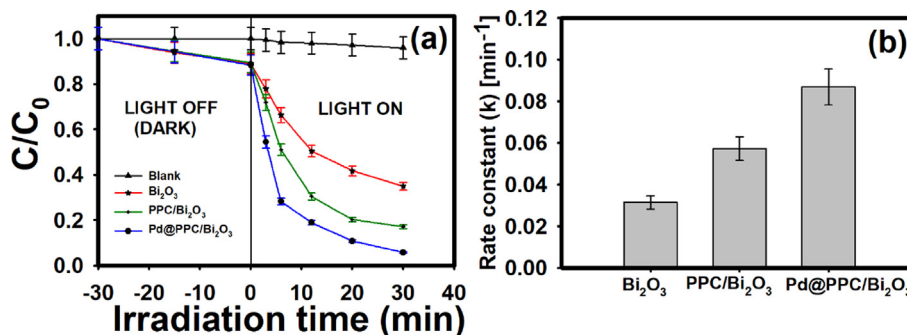 (a)
1.0
0.8
0.6
0.4
0.2
0.0
C/C₀
LIGHT OFF
(DARK)
LIGHT ON
Blank
Bi₂O₃
PPC/Bi₂O₃
Pd@PPC/Bi₂O₃
-30 -20 -10 0 10 20 30 40
Irradiation time (min)
(b)
0.12
0.10
0.08
0.06
0.04
0.02
0.00
Rate constant (k) [min⁻¹]
Bi₂O₃ PPC/Bi₂O₃ Pd@PPC/Bi₂O₃